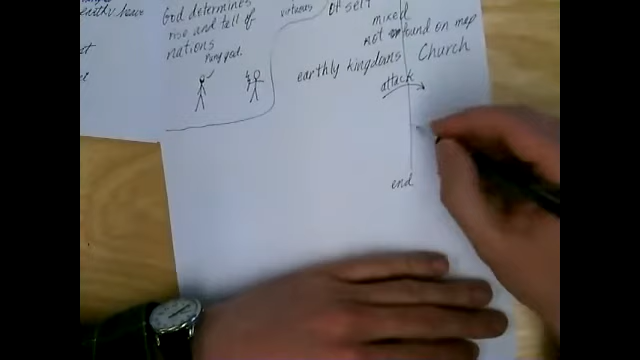 earthly
God determines
rise and fall of
nations
virtuous
of self
mixed
not found on map
earthly kingdoms
Church
attack
end